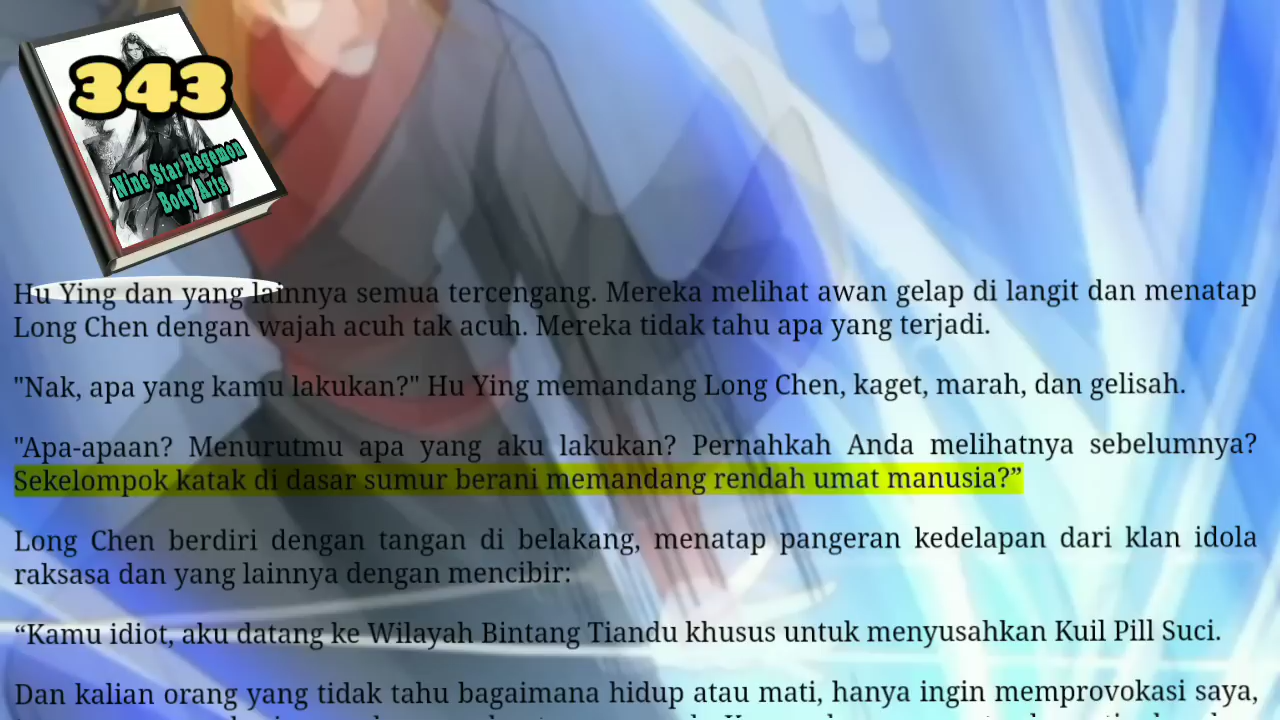 343
Nine Star Hegemon
Body Arts
Hu Ying dan yang lainnya semua tercengang. Mereka melihat awan gelap di langit dan menatap
Long Chen dengan wajah acuh tak acuh. Mereka tidak tahu apa yang terjadi.
"Nak, apa yang kamu lakukan?" Hu Ying memandang Long Chen, kaget, marah, dan gelisah.
"Apa-apaan? Menurutmu apa yang aku lakukan? Pernahkah Anda melihatnya sebelumnya?
Sekelompok katak di dasar sumur berani memandang rendah umat manusia?”
Long Chen berdiri dengan tangan di belakang, menatap pangeran kedelapan dari klan idola
raksasa dan yang lainnya dengan mencibir:
“Kamu idiot, aku datang ke Wilayah Bintang Tiandu khusus untuk menyusahkan Kuil Pill Suci.
Dan kalian orang yang tidak tahu bagaimana hidup atau mati, hanya ingin memprovokasi saya,